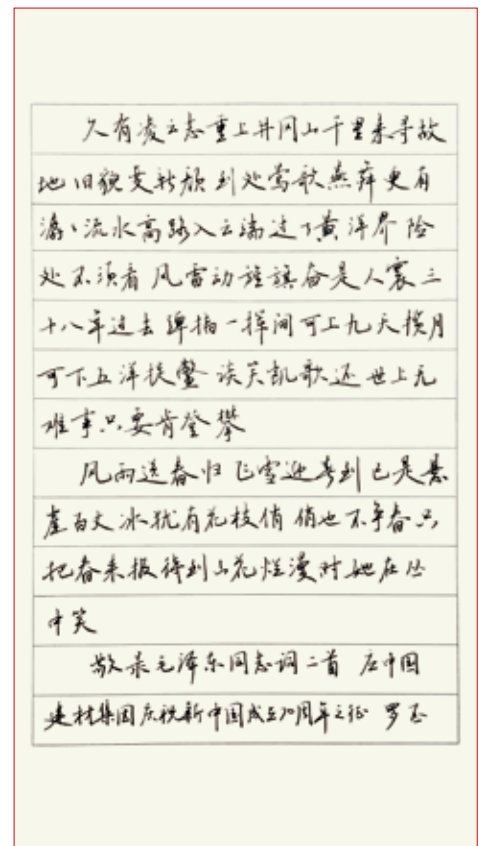 久有凌云志重上井冈山千里来寻故
地旧貌变新颜到处莺歌燕舞更有
潺潺流水高路入云端过了黄洋界险
处不须看风雷动旌旗奋是人寰三
十八年过去弹指一挥间可上九天揽月
可下五洋捉鳖谈笑凯歌还世上无
难事只要肯登攀
风雨送春归飞雪迎春到已是悬
崖百丈冰犹有花枝俏俏也不争春只
把春来报待到山花烂漫时她在丛
中笑
敬录毛泽东同志词二首 在中国
建材集团庆祝新中国成立70周年之际 罗